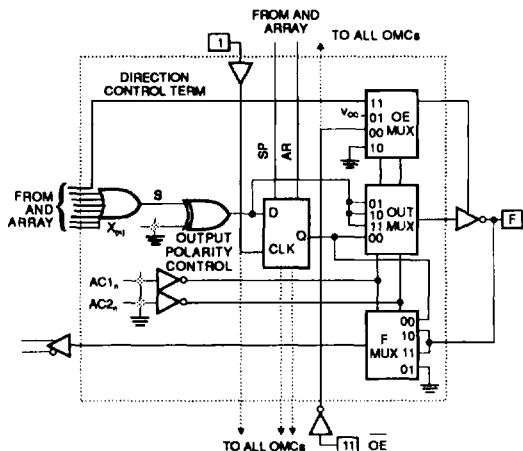 FROM AND
ARRAY
1
TO ALL OMCs
DIRECTION
CONTROL TERM
VCC
11
01
00
10
OE
MUX
SP
AR
FROM
AND
ARRAY
S
X(n)
OUTPUT
POLARITY
CONTROL
D
Q
CLK
01
10
11
00
OUT
MUX
F
AC1n
AC2n
F
MUX
00
10
11
01
TO ALL OMCs
11
OE